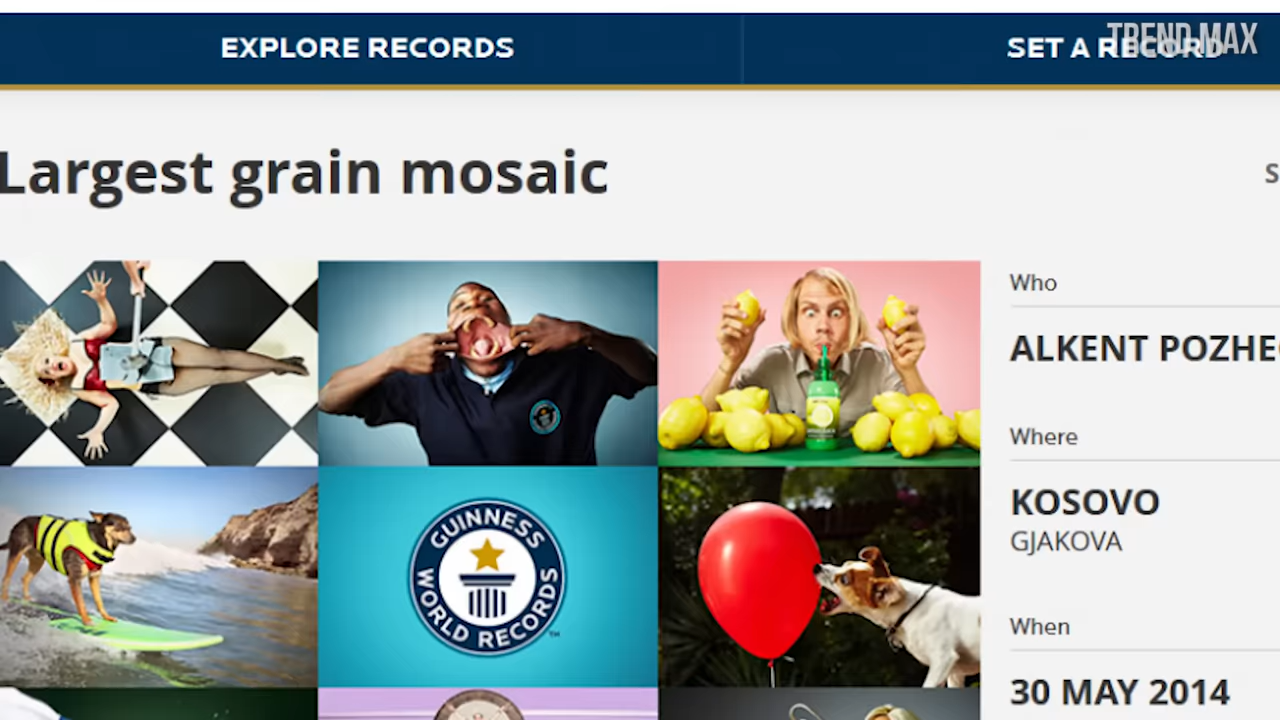 EXPLORE RECORDS
SET A RECORD
TREND MAX
Largest grain mosaic
Who
ALKENT POZHE
Where
KOSOVO
GJAKOVA
When
30 MAY 2014
GUINNESS
WORLD RECORDS
TM